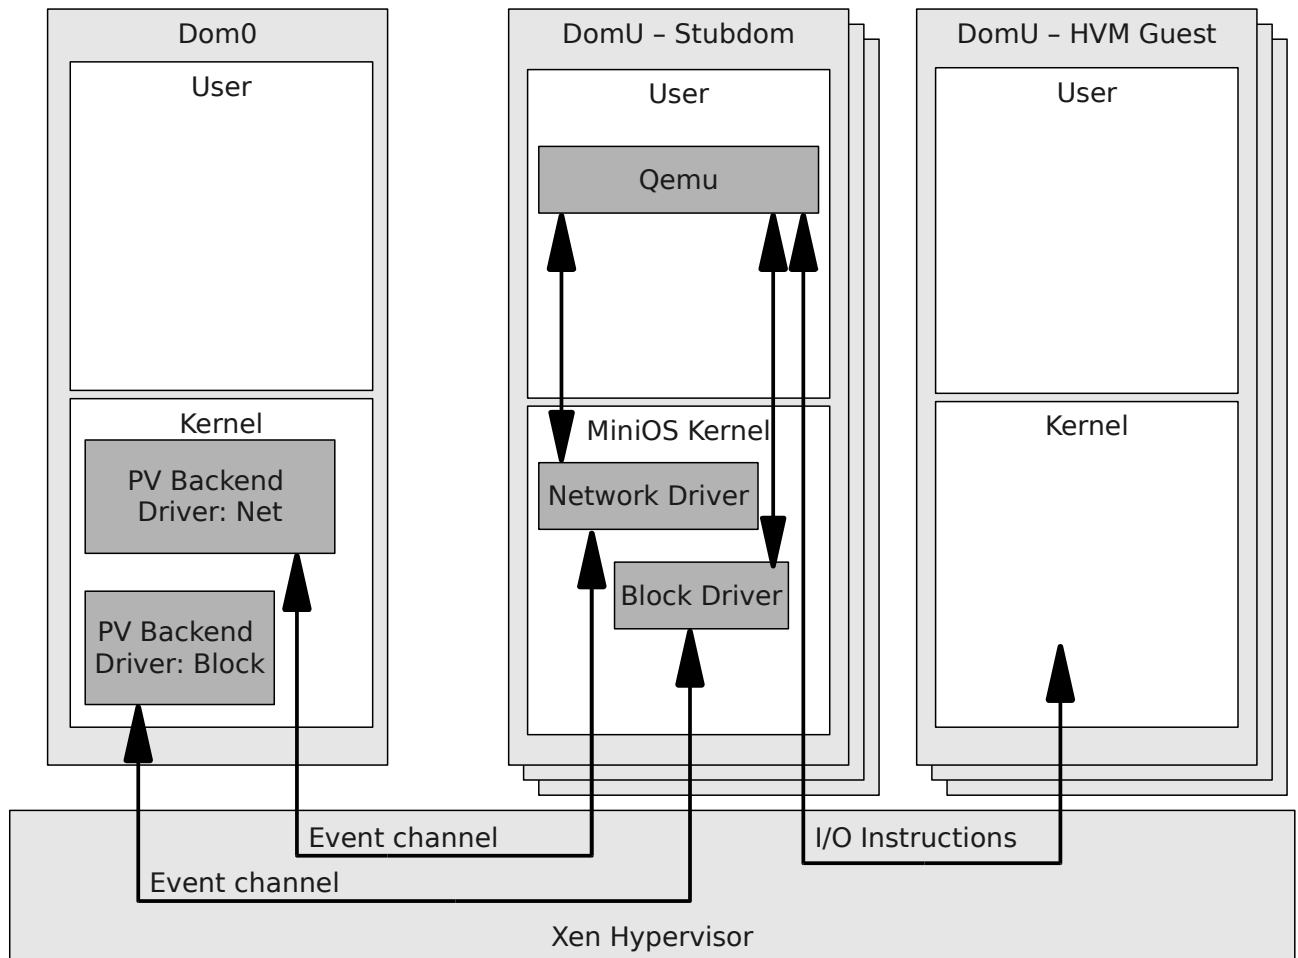 Dom0
User
Kernel
PV Backend
Driver: Net
PV Backend
Driver: Block
DomU – Stubdom
User
Qemu
MiniOS Kernel
Network Driver
Block Driver
DomU – HVM Guest
User
Kernel
Event channel
I/O Instructions
Event channel
Xen Hypervisor